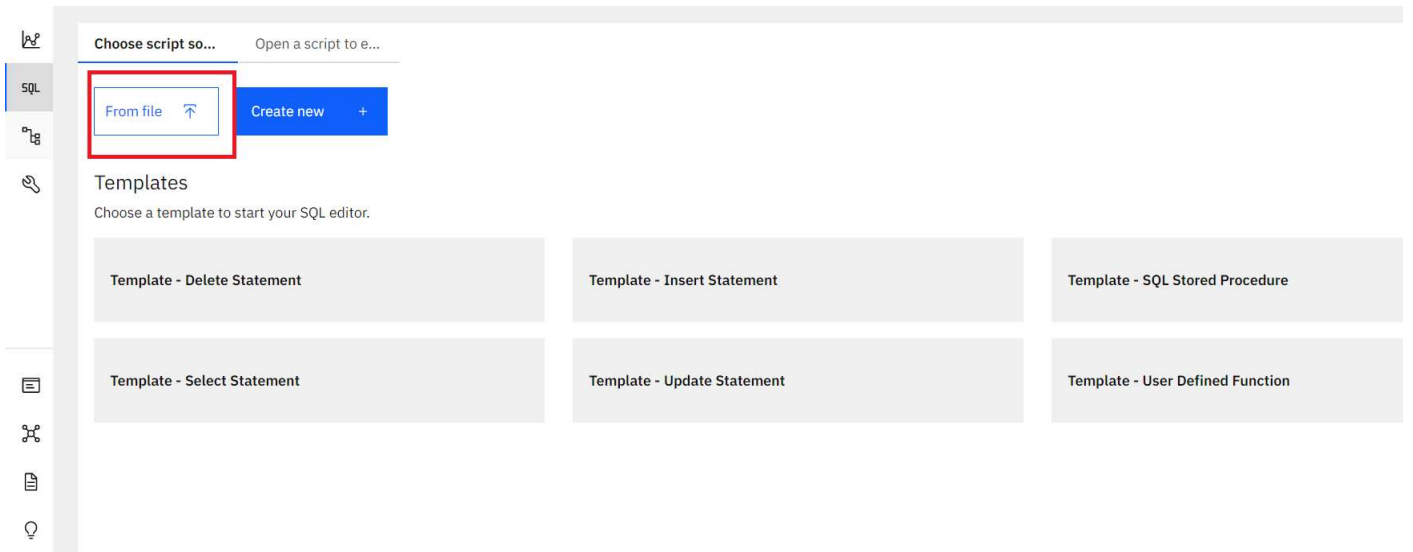 Choose script so... Open a script to e...
SQL
From file Create new +
Templates
Choose a template to start your SQL editor.
Template - Delete Statement Template - Insert Statement Template - SQL Stored Procedure
Template - Select Statement Template - Update Statement Template - User Defined Function